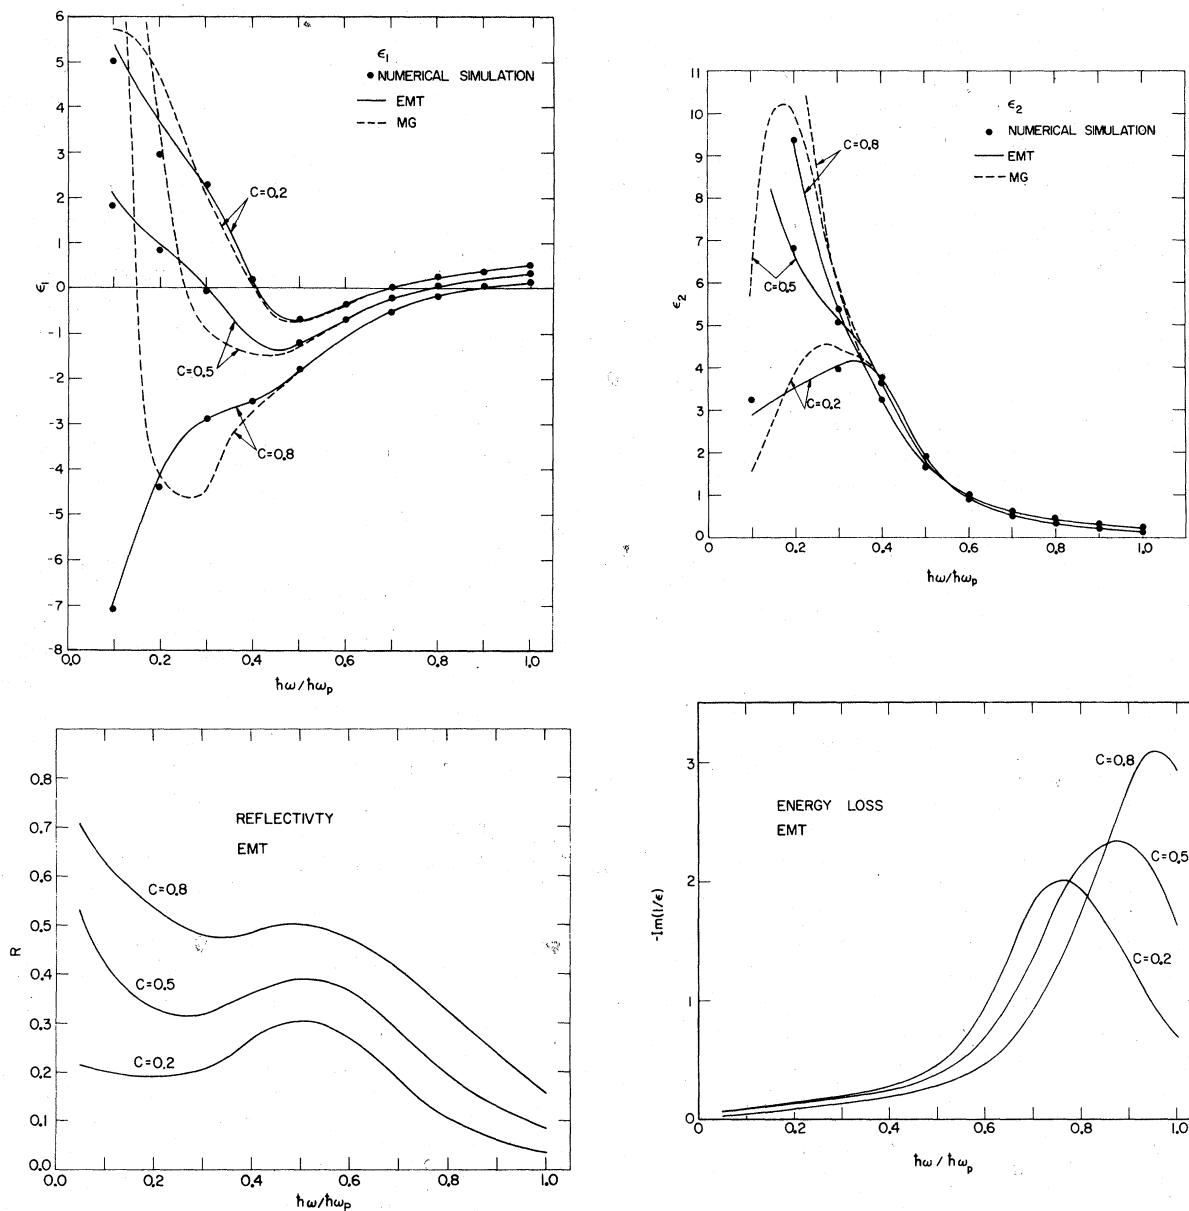 6
5
4
3
2
1
0
-1
-2
-3
-4
-5
-6
-7
-8
ϵ₁
ϵ₁
NUMERICAL SIMULATION
EMT
MG
C=0.2
C=0.5
C=0.8
0.0 0.2 0.4 0.6 0.8 1.0
ħω/ħωₚ
11
10
9
8
7
6
5
4
3
2
1
0
ϵ₂
ϵ₂
NUMERICAL SIMULATION
EMT
MG
C=0.8
C=0.5
C=0.2
0 0.2 0.4 0.6 0.8 1.0
ħω/ħωₚ
0.8
0.7
0.6
0.5
0.4
0.3
0.2
0.1
0.0
R
REFLECTIVTY
EMT
C=0.8
C=0.5
C=0.2
0.0 0.2 0.4 0.6 0.8 1.0
ħω/ħωₚ
3
2
1
0
-Im(1/ϵ)
ENERGY LOSS
EMT
C=0.8
C=0.5
C=0.2
0 0.2 0.4 0.6 0.8 1.0
ħω/ħωₚ